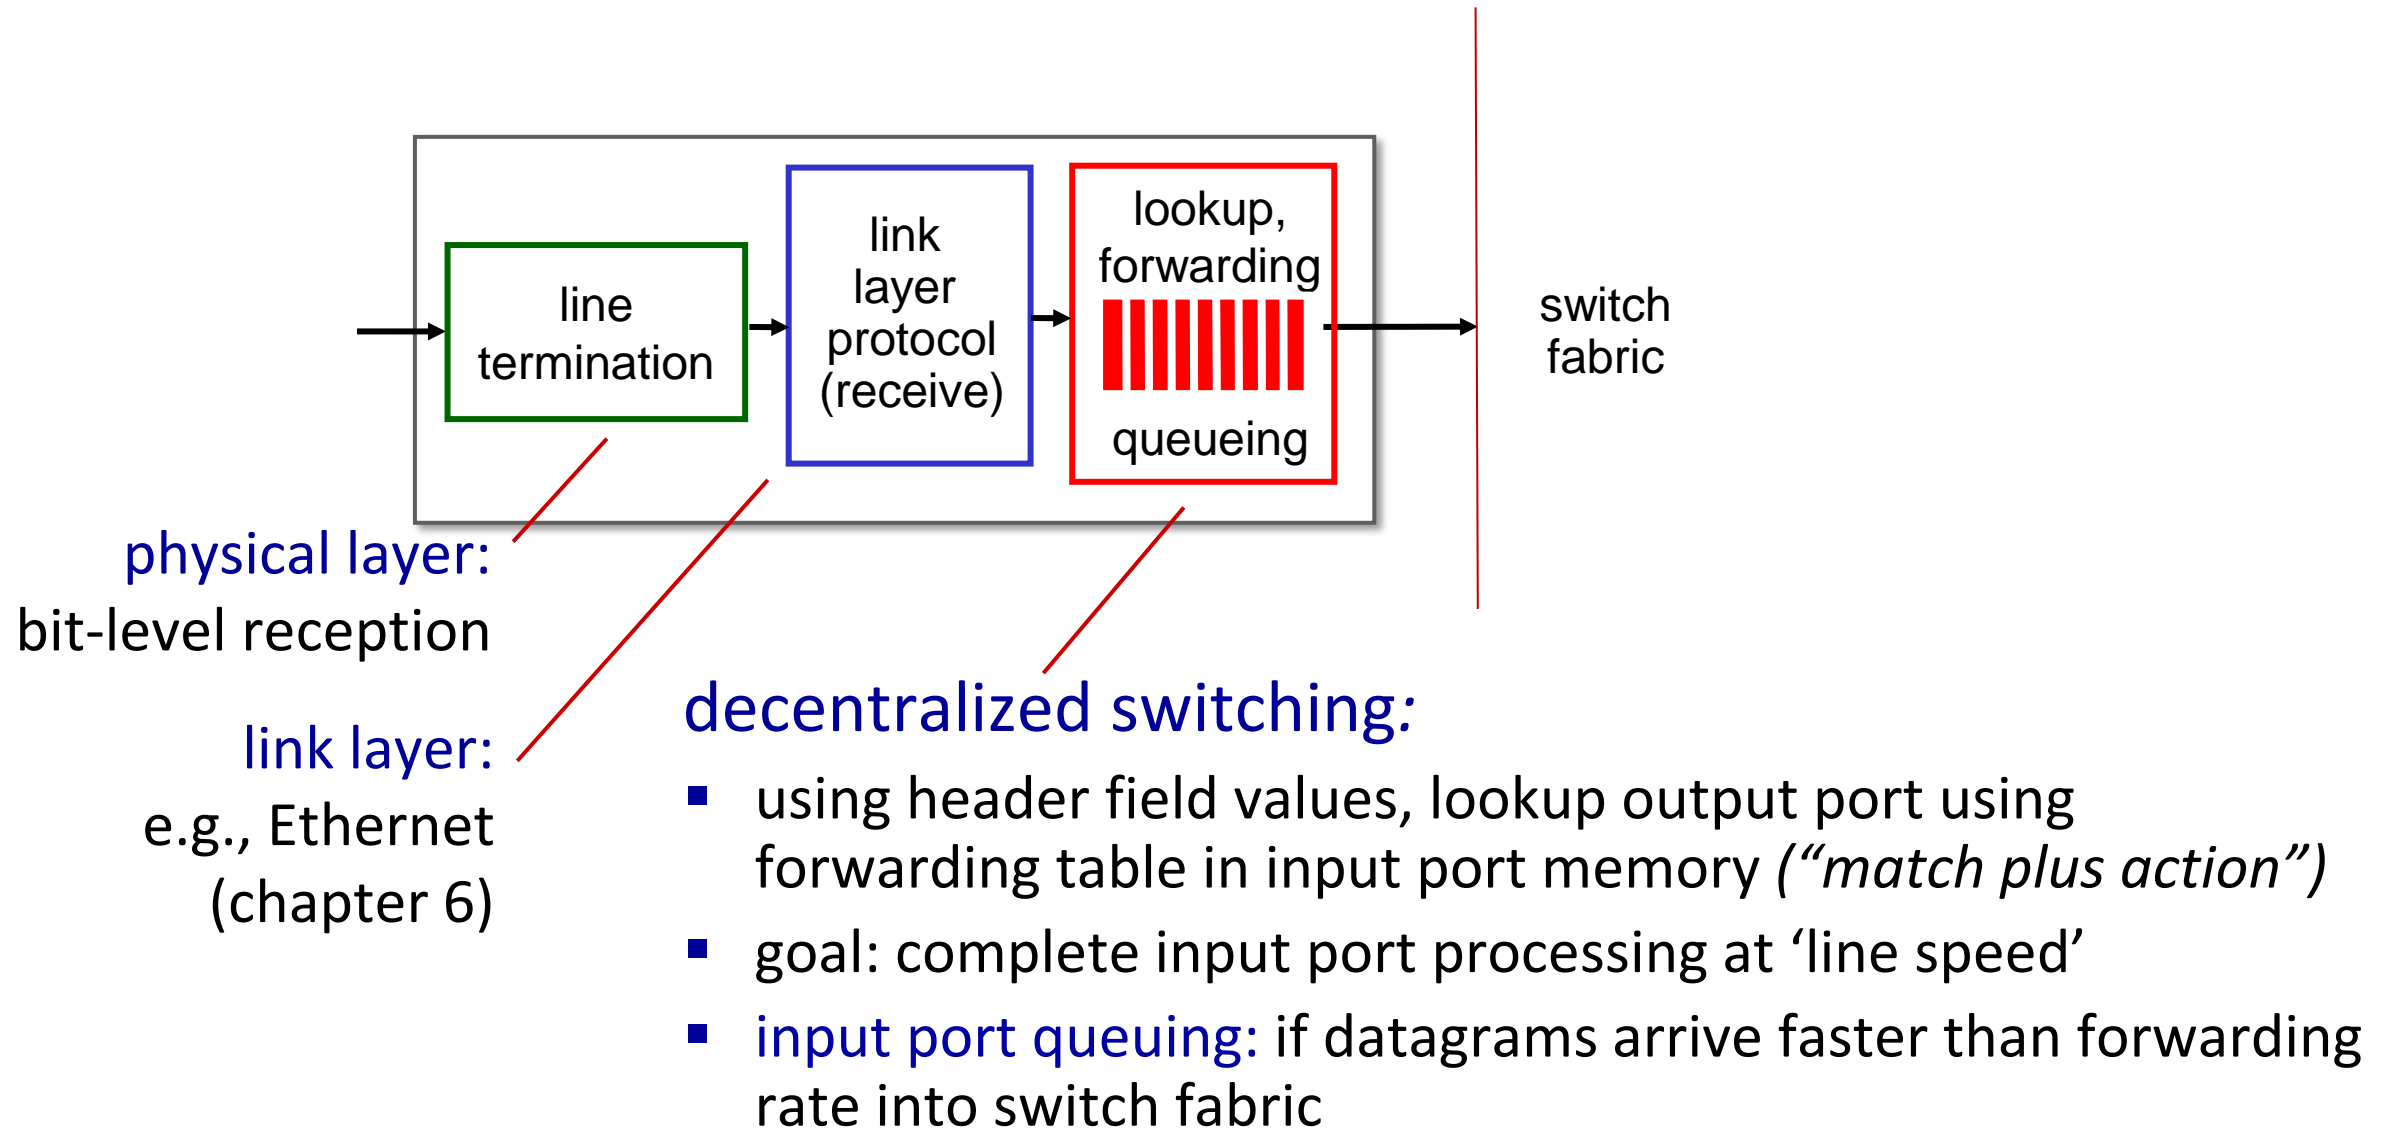 line
termination
link
layer
protocol
(receive)
lookup,
forwarding
queueing
switch
fabric
physical layer:
bit-level reception
link layer:
e.g., Ethernet
(chapter 6)
decentralized switching:
using header field values, lookup output port using
forwarding table in input port memory (“match plus action”)
goal: complete input port processing at ‘line speed’
input port queuing: if datagrams arrive faster than forwarding
rate into switch fabric